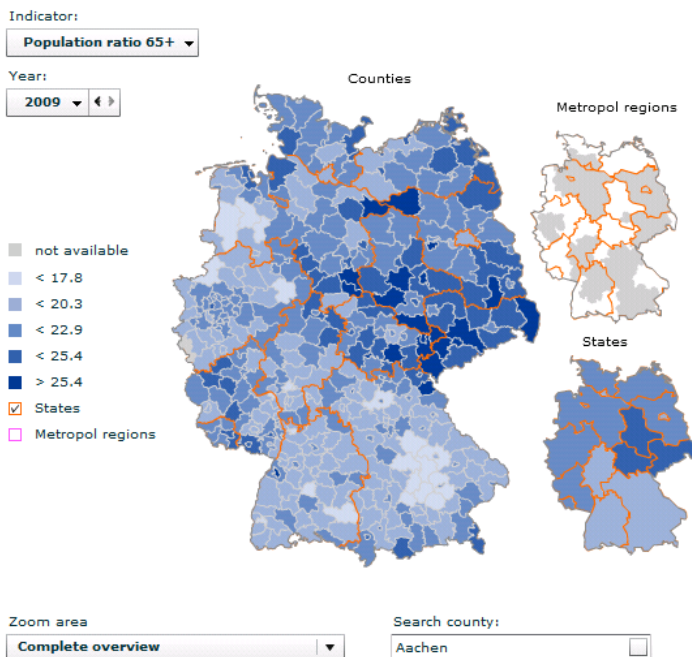 Indicator:
Population ratio 65+
Year:
2009
Counties
Metropol regions
not available
< 17.8
< 20.3
< 22.9
< 25.4
> 25.4
States
Metropol regions
States
Zoom area
Complete overview
Search county:
Aachen